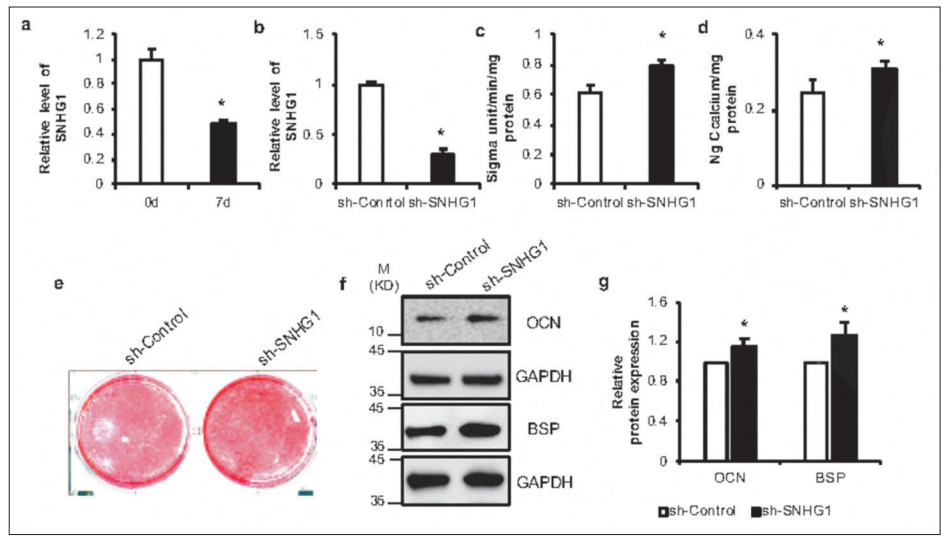 a
Relative level of
SNHG1
1.2
1
0.8
0.6
0.4
0.2
0
*
0d
7d
b
Relative level of
SNHG1
1.5
1
0.5
0
*
sh-Control sh-SNHG1
c
Sigma unit/min/mg
protein
1
0.8
0.6
0.4
0.2
0
*
sh-Control sh-SNHG1
d
Ng C calcium/mg
protein
0.4
0.2
0
*
sh-Control sh-SNHG1
e
sh-Control
sh-SNHG1
f
M
(KD)
sh-Control
sh-SNHG1
10
OCN
45
35
GAPDH
45
35
BSP
45
35
GAPDH
g
Relative
protein expression
1.6
1.2
1.0
0.4
0
*
*
OCN
BSP
sh-Control
sh-SNHG1